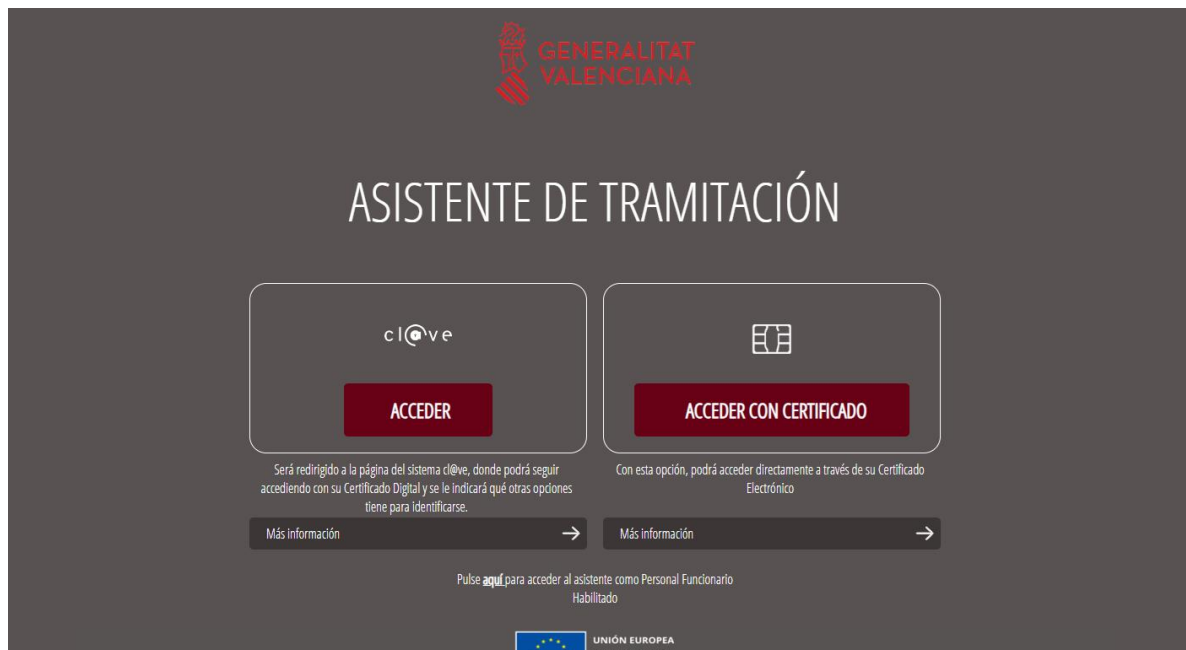 GENERALITAT
VALENCIANA
ASISTENTE DE TRAMITACIÓN
cl@ve
ACCEDER
Será redirigido a la página del sistema cl@ve, donde podrá seguir
accediendo con su Certificado Digital y se le indicará qué otras opciones
tiene para identificarse.
Más información
ACCEDER CON CERTIFICADO
Con esta opción, podrá acceder directamente a través de su Certificado
Electrónico
Más información
Pulse aquí para acceder al asistente como Personal Funcionario
Habilitado
UNIÓN EUROPEA